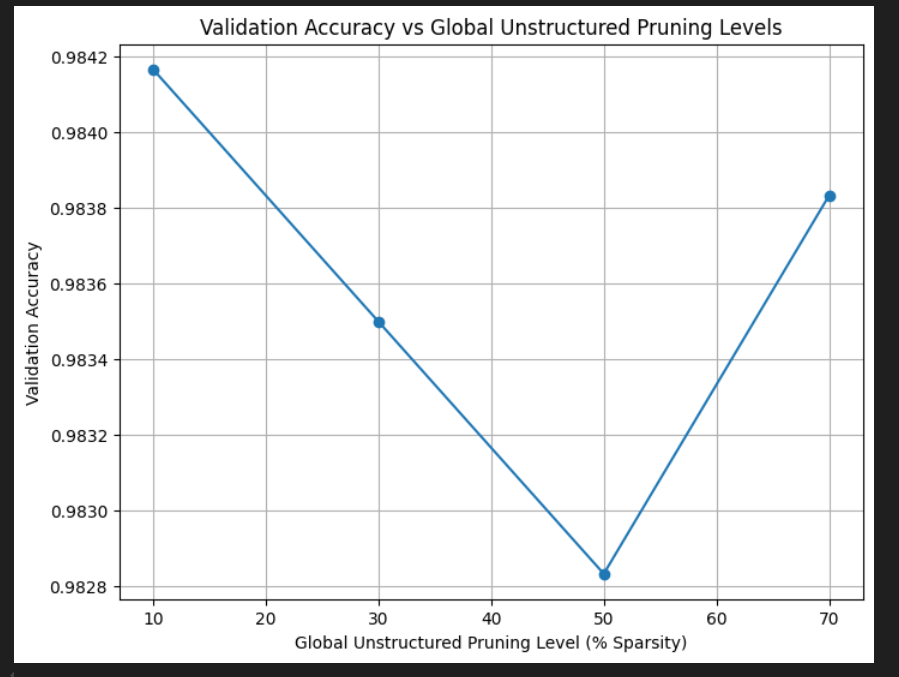 Validation Accuracy vs Global Unstructured Pruning Levels
0.9842
0.9840
0.9838
0.9836
0.9834
0.9832
0.9830
0.9828
Validation Accuracy
10 20 30 40 50 60 70
Global Unstructured Pruning Level (% Sparsity)